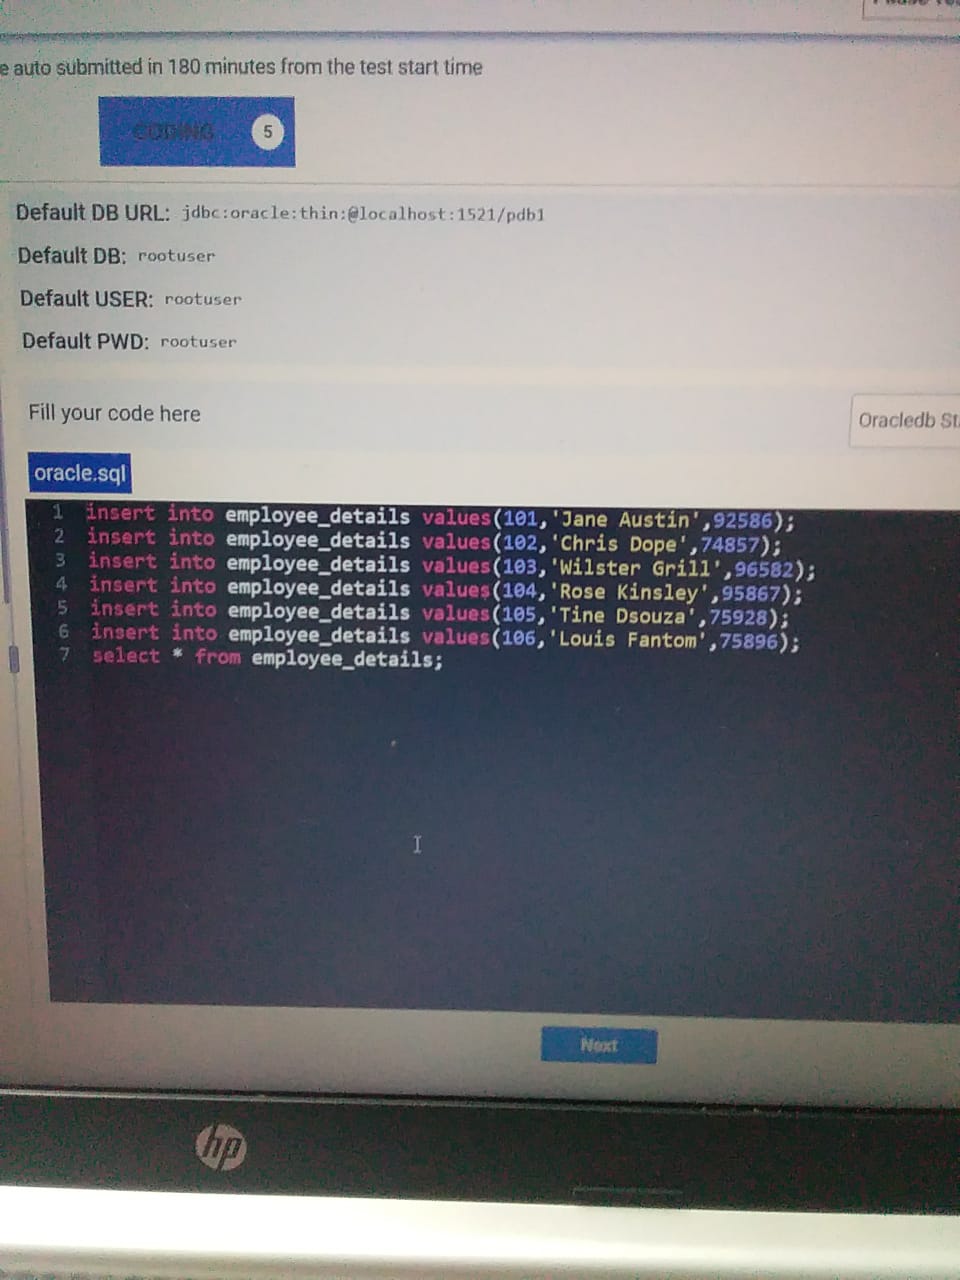 e auto submitted in 180 minutes from the test start time
CODING 5
Default DB URL: jdbc:oracle:thin:@localhost:1521/pdb1
Default DB: rootuser
Default USER: rootuser
Default PWD: rootuser
Fill your code here
Oracledb St
oracle.sql
1 insert into employee_details values(101,'Jane Austin',92586);
2 insert into employee_details values(102,'Chris Dope',74857);
3 insert into employee_details values(103,'Wilster Grill',96582);
4 insert into employee_details values(104,'Rose Kinsley',95867);
5 insert into employee_details values(105,'Tine Dsouza',75928);
6 insert into employee_details values(106,'Louis Fantom',75896);
7 select * from employee_details;
Next
hp